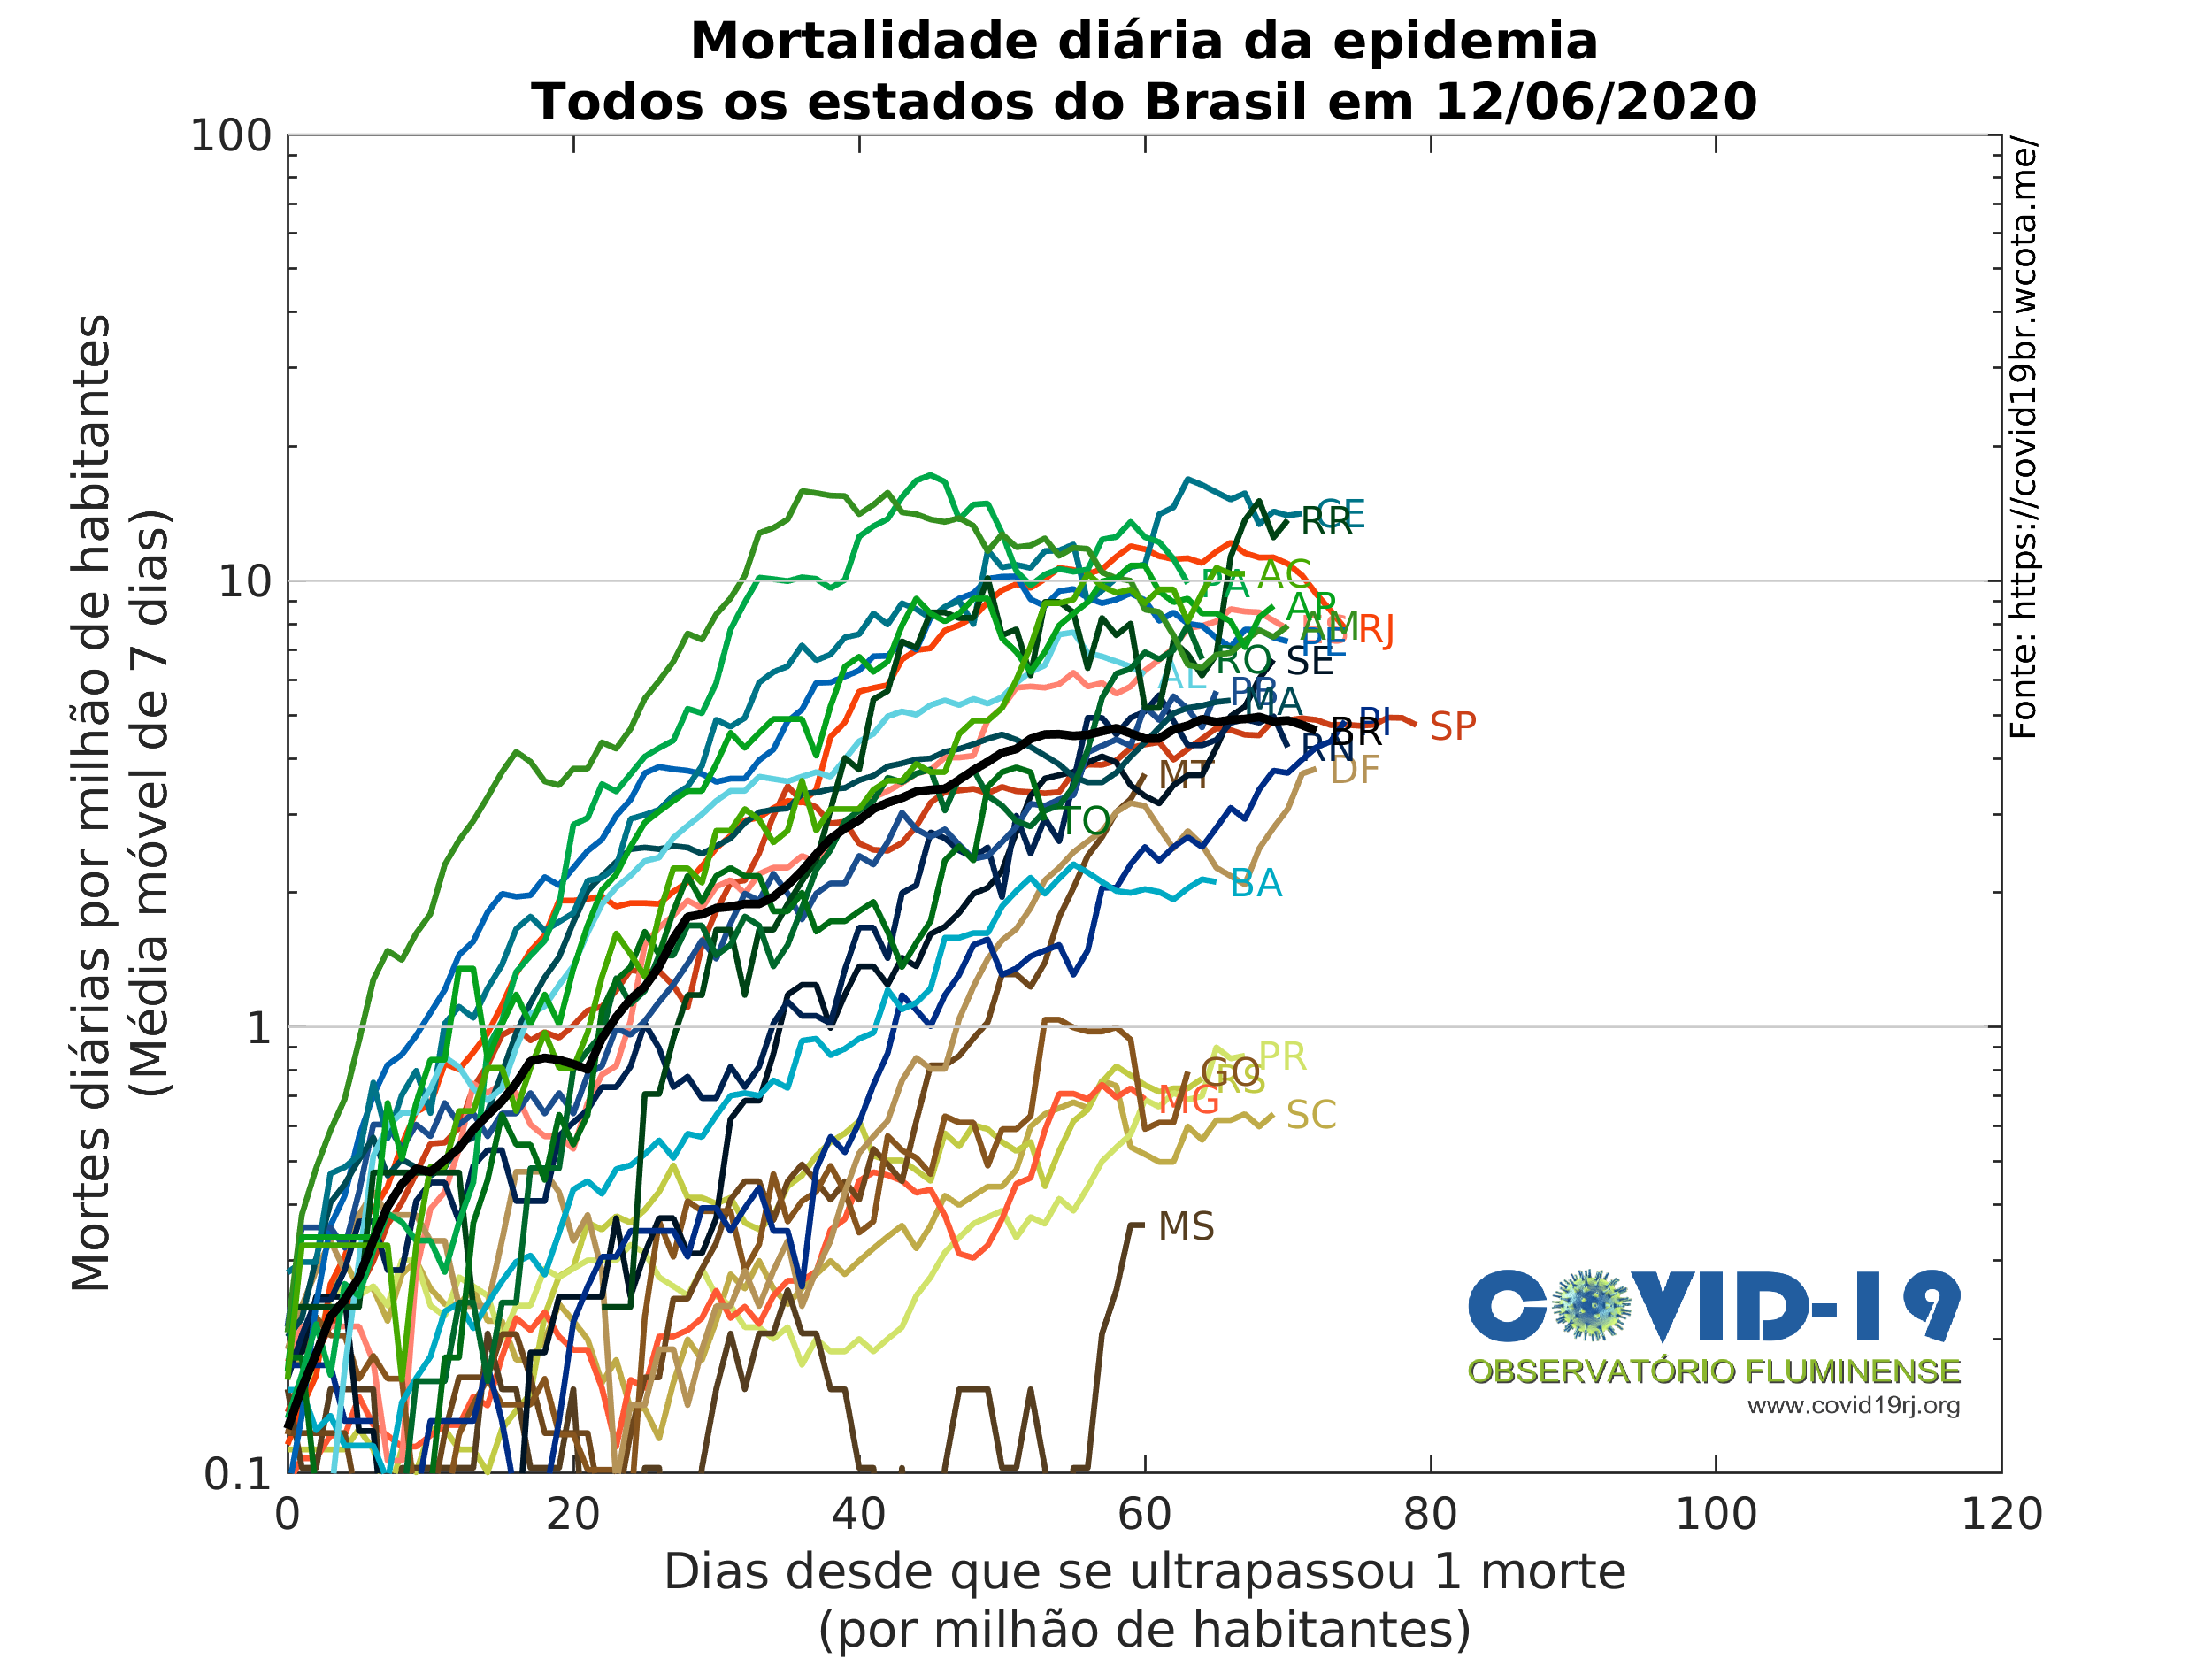 Mortalidade diária da epidemia
Todos os estados do Brasil em 12/06/2020
Mortes diárias por milhão de habitantes
(Média móvel de 7 dias)
100
10
1
0.1
0
20
40
60
80
100
120
Dias desde que se ultrapassou 1 morte
(por milhão de habitantes)
Fonte: https://covid19br.wcota.me/
CE
RR
AC
PA
AP
AM
RJ
PE
RO
SE
AL
PB
MA
PI
BR
SP
RN
MT
DF
TO
BA
PR
GO
RS
MG
SC
MS
COVID-19
OBSERVATÓRIO FLUMINENSE
www.covid19rj.org